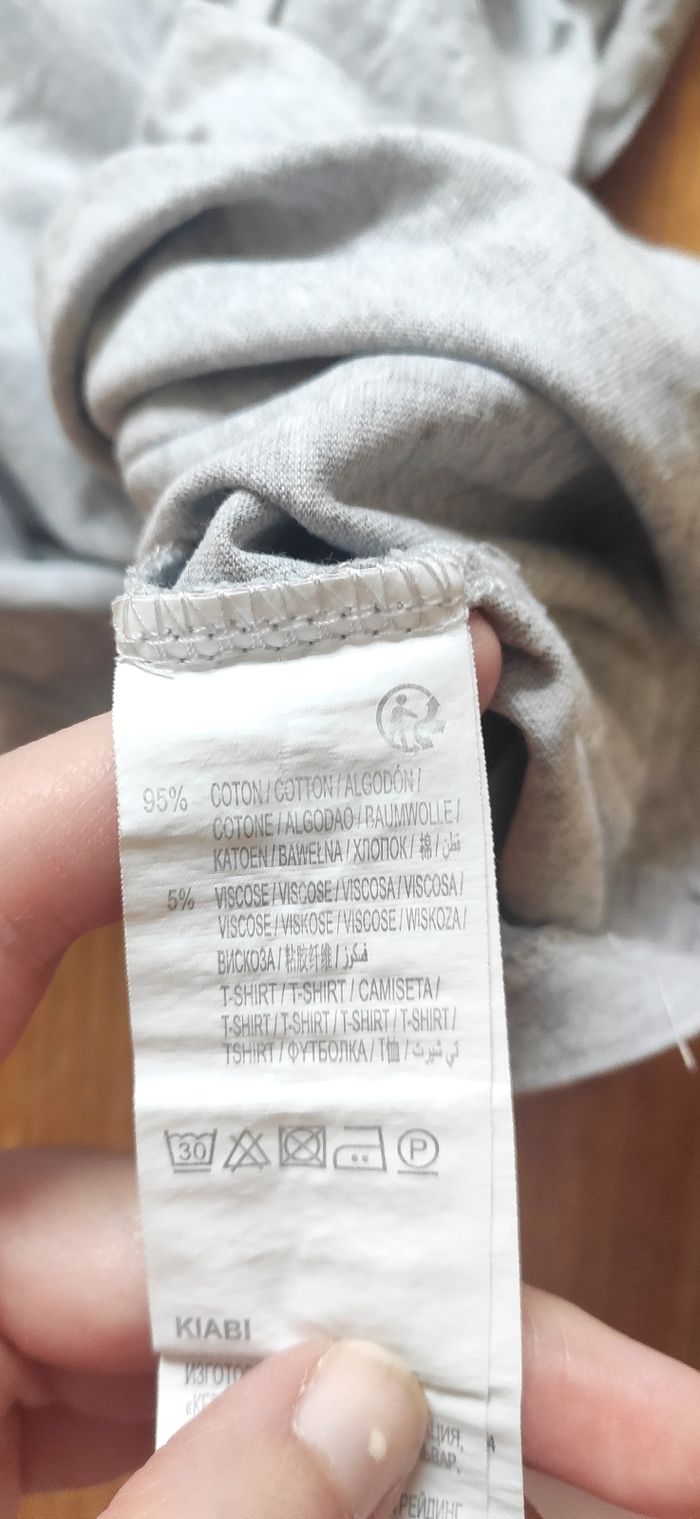 95% COTON / COTTON / ALGODÓN /
COTONE / ALGODAO / BAUMWOLLE /
KATOEN / BAWEŁNA / ХЛОПОК / 棉 / قطن
5% VISCOSE / VISCOSE / VISCOSA / VISCOSA /
VISCOSE / VISKOSE / VISCOSE / WISKOZA /
ВИСКОЗА / 粘胶纤维 / فسكوز
T-SHIRT / T-SHIRT / CAMISETA /
T-SHIRT / T-SHIRT / T-SHIRT / T-SHIRT /
TSHIRT / ФУТБОЛКА / T恤 / تي شيرت
30 P
KIABI